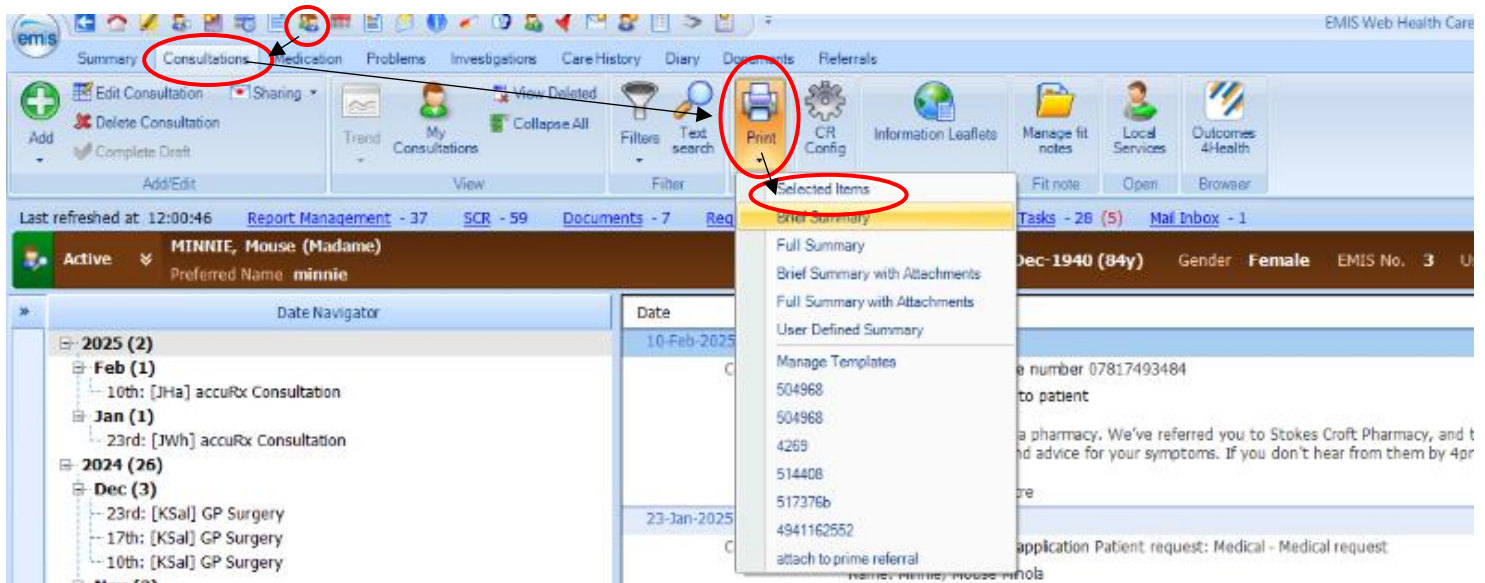 emis
EMIS Web Health Care
Summary Consultations Medication Problems Investigations Care History Diary Documents Referrals
Add
Edit Consultation
Delete Consultation
Complete Draft
Sharing
Add/Edit
Trend
My Consultations
View Deleted
Collapse All
View
Filters
Text search
Filter
Print
CR Config
Information Leaflets
Manage fit notes
Fit note
Local Services
Open
Outcomes 4Health
Browser
Last refreshed at 12:00:46 Report Management - 37 SCR - 59 Documents - 7 Req Tasks - 28 (5) Mail Inbox - 1
Active MINNIE, Mouse (Madame)
Preferred Name minnie
Dec-1940 (84y) Gender Female EMIS No. 3
Selected Items
Brief Summary
Full Summary
Brief Summary with Attachments
Full Summary with Attachments
User Defined Summary
Manage Templates
504968
504968
4269
514408
517376b
4941162552
attach to prime referral
Date Navigator
2025 (2)
Feb (1)
10th: [JHa] accuRx Consultation
Jan (1)
23rd: [JWh] accuRx Consultation
2024 (26)
Dec (3)
23rd: [KSal] GP Surgery
17th: [KSal] GP Surgery
10th: [KSal] GP Surgery
Date
10-Feb-2025
e number 07817493484
to patient
a pharmacy. We've referred you to Stokes Croft Pharmacy, and t
nd advice for your symptoms. If you don't hear from them by 4pr
re
23-Jan-2025
application Patient request: Medical - Medical request